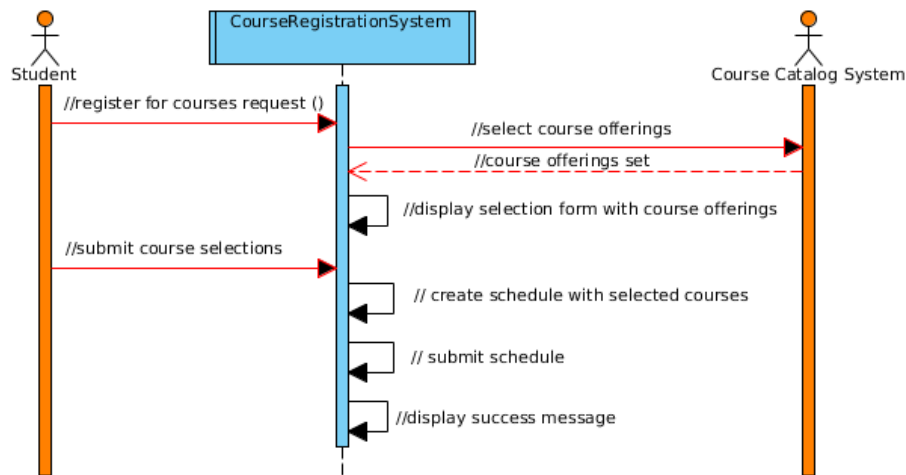 CourseRegistrationSystem
Student
Course Catalog System
//register for courses request ()
//select course offerings
//course offerings set
//display selection form with course offerings
//submit course selections
// create schedule with selected courses
// submit schedule
//display success message